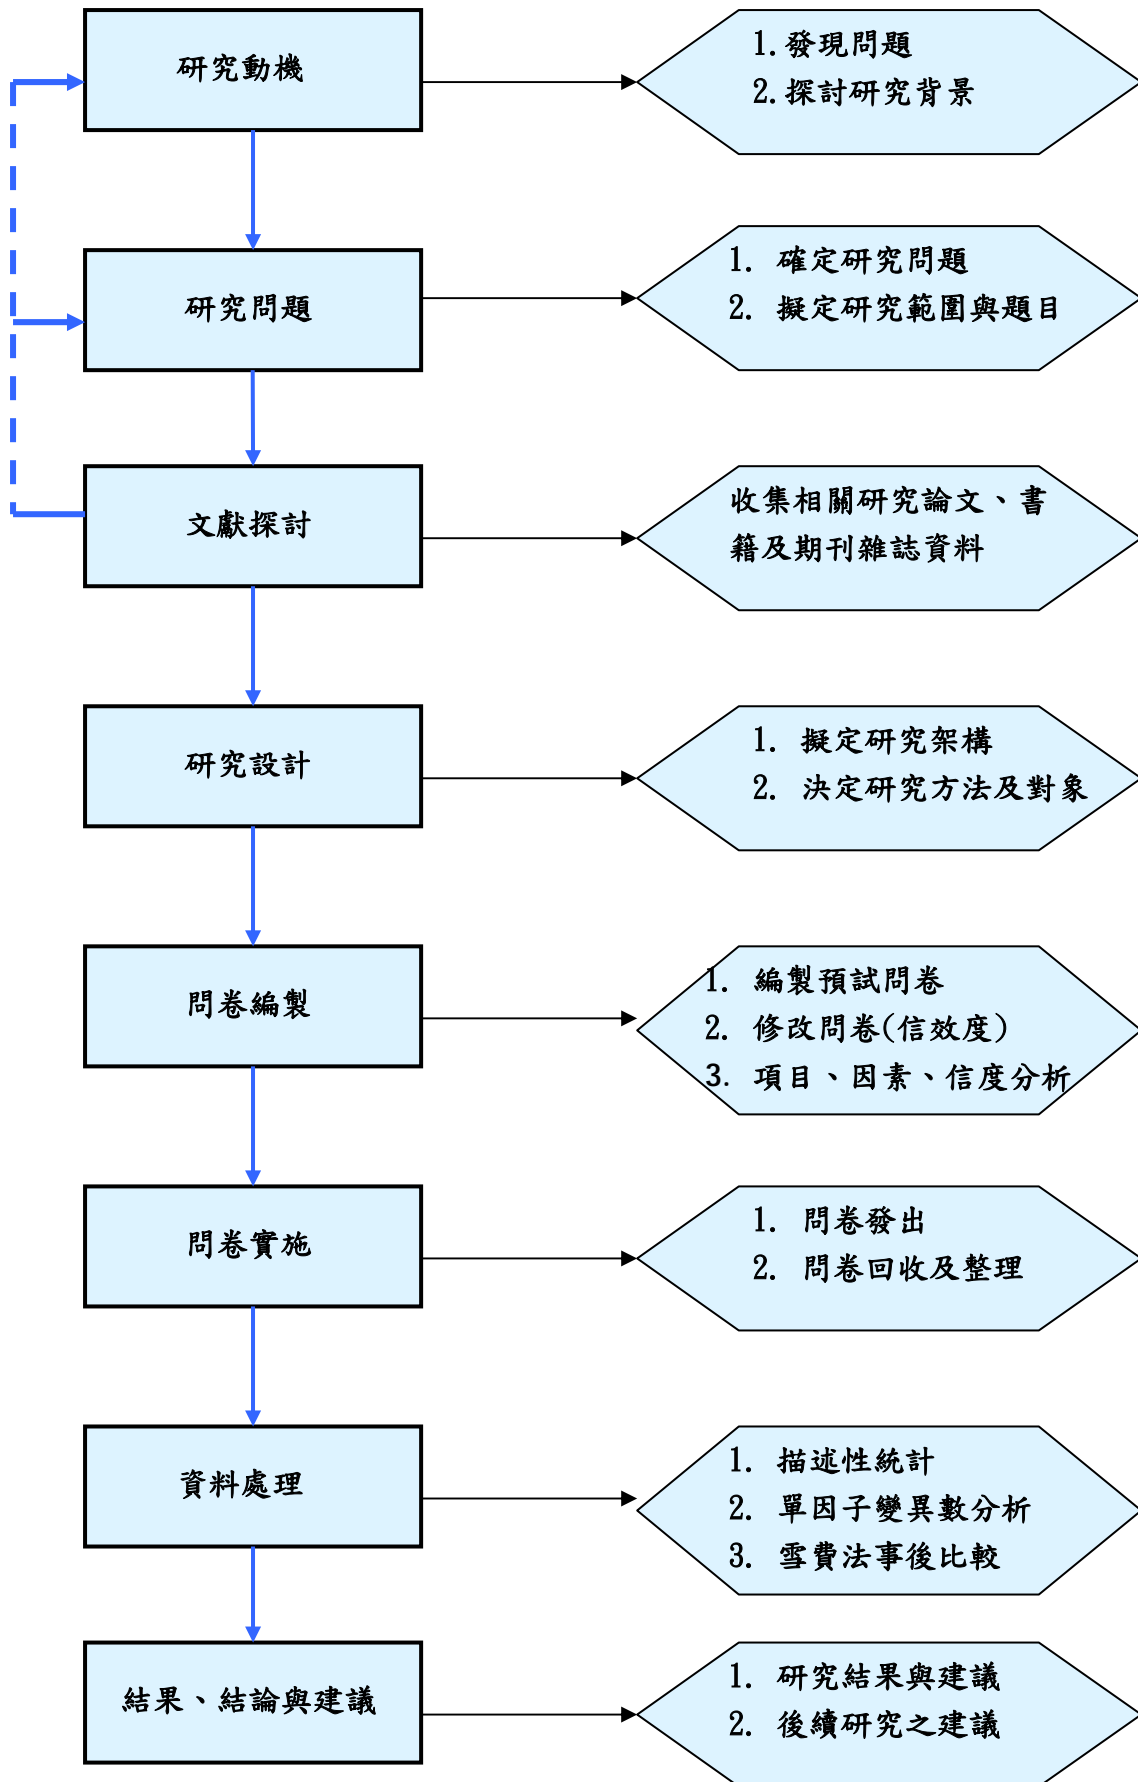 研究動機
1.發現問題
2.探討研究背景
研究問題
1. 確定研究問題
2. 擬定研究範圍與題目
文獻探討
收集相關研究論文、書
籍及期刊雜誌資料
研究設計
1. 擬定研究架構
2. 決定研究方法及對象
問卷編製
1. 編製預試問卷
2. 修改問卷(信效度)
3. 項目、因素、信度分析
問卷實施
1. 問卷發出
2. 問卷回收及整理
資料處理
1. 描述性統計
2. 單因子變異數分析
3. 雪費法事後比較
結果、結論與建議
1. 研究結果與建議
2. 後續研究之建議